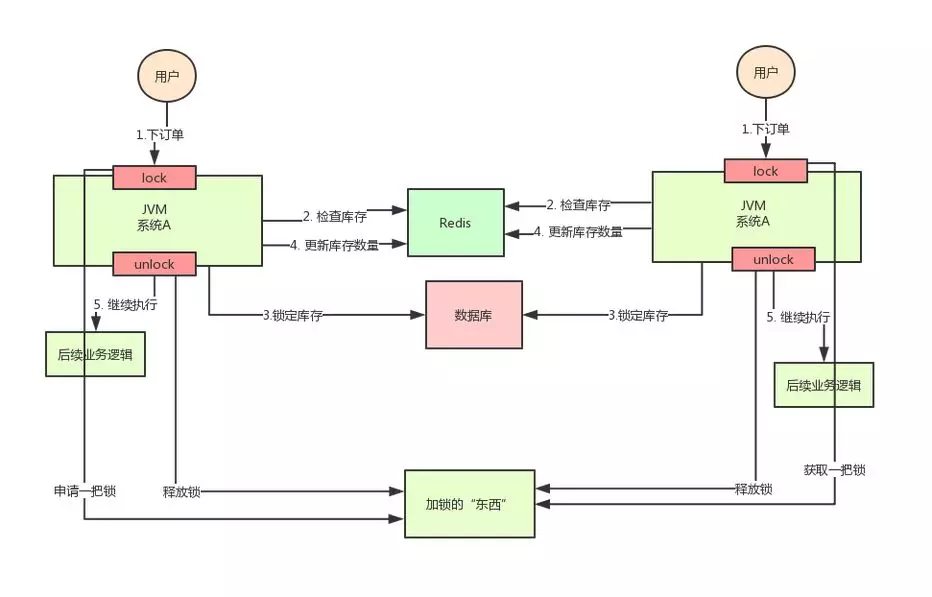 用户
用户
1.下订单
1.下订单
lock
lock
JVM
系统A
JVM
系统A
2. 检查库存
Redis
2. 检查库存
4. 更新库存数量
4. 更新库存数量
unlock
unlock
5. 继续执行
3.锁定库存
数据库
3.锁定库存
5. 继续执行
后续业务逻辑
后续业务逻辑
申请一把锁
释放锁
加锁的“东西”
释放锁
获取一把锁